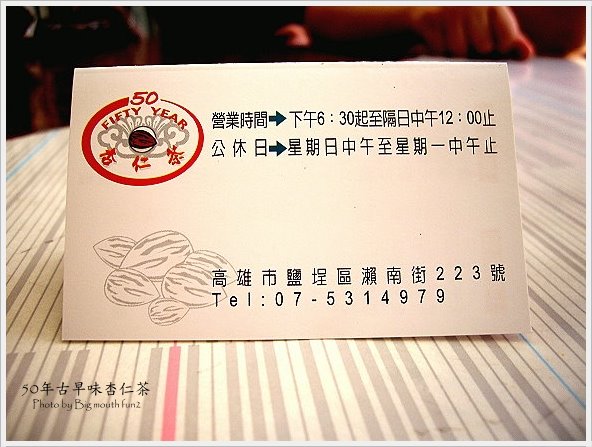 50
FIFTY YEAR
杏仁茶
營業時間➡下午6：30起至隔日中午12：00止
公休日➡星期日中午至星期一中午止
高雄市鹽埕區瀨南街223號
Tel:07-5314979
50年古早味杏仁茶
Photo by Big mouth fun2